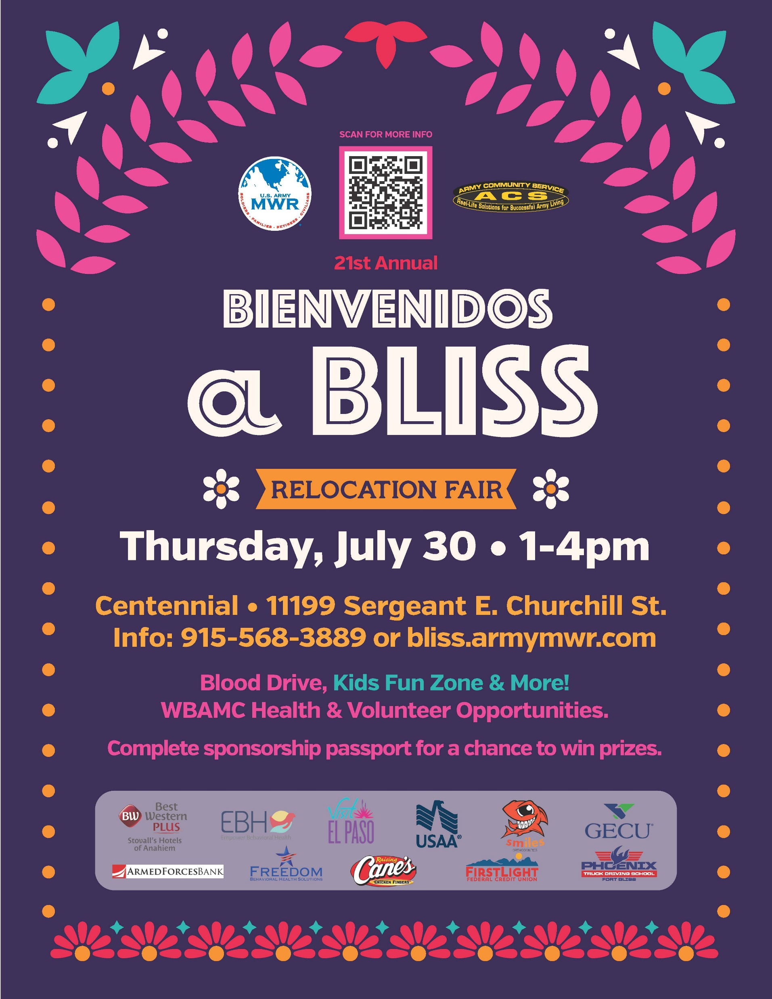 SCAN FOR MORE INFO
U.S. ARMY
MWR
SOLDIERS · FAMILIES · RETIREES · CIVILIANS
ARMY COMMUNITY SERVICE
ACS
Real-Life Solutions for Successful Army Living
21st Annual
BIENVENIDOS
a BLISS
RELOCATION FAIR
Thursday, July 30 • 1-4pm
Centennial • 11199 Sergeant E. Churchill St.
Info: 915-568-3889 or bliss.armymwr.com
Blood Drive, Kids Fun Zone & More!
WBAMC Health & Volunteer Opportunities.
Complete sponsorship passport for a chance to win prizes.
BW
Best
Western
PLUS
Stovall's Hotels
of Anahiem
EBH
Empower Behavioral Health
Visit
EL PASO
USAA®
smiles
ORTHODONTICS
GECU®
ARMEDFORCESBANK
FREEDOM
BEHAVIORAL HEALTH SOLUTIONS
Raising
Cane's
CHICKEN FINGERS
FIRSTLIGHT
FEDERAL CREDIT UNION
PHOENIX
TRUCK DRIVING SCHOOL
FORT BLISS